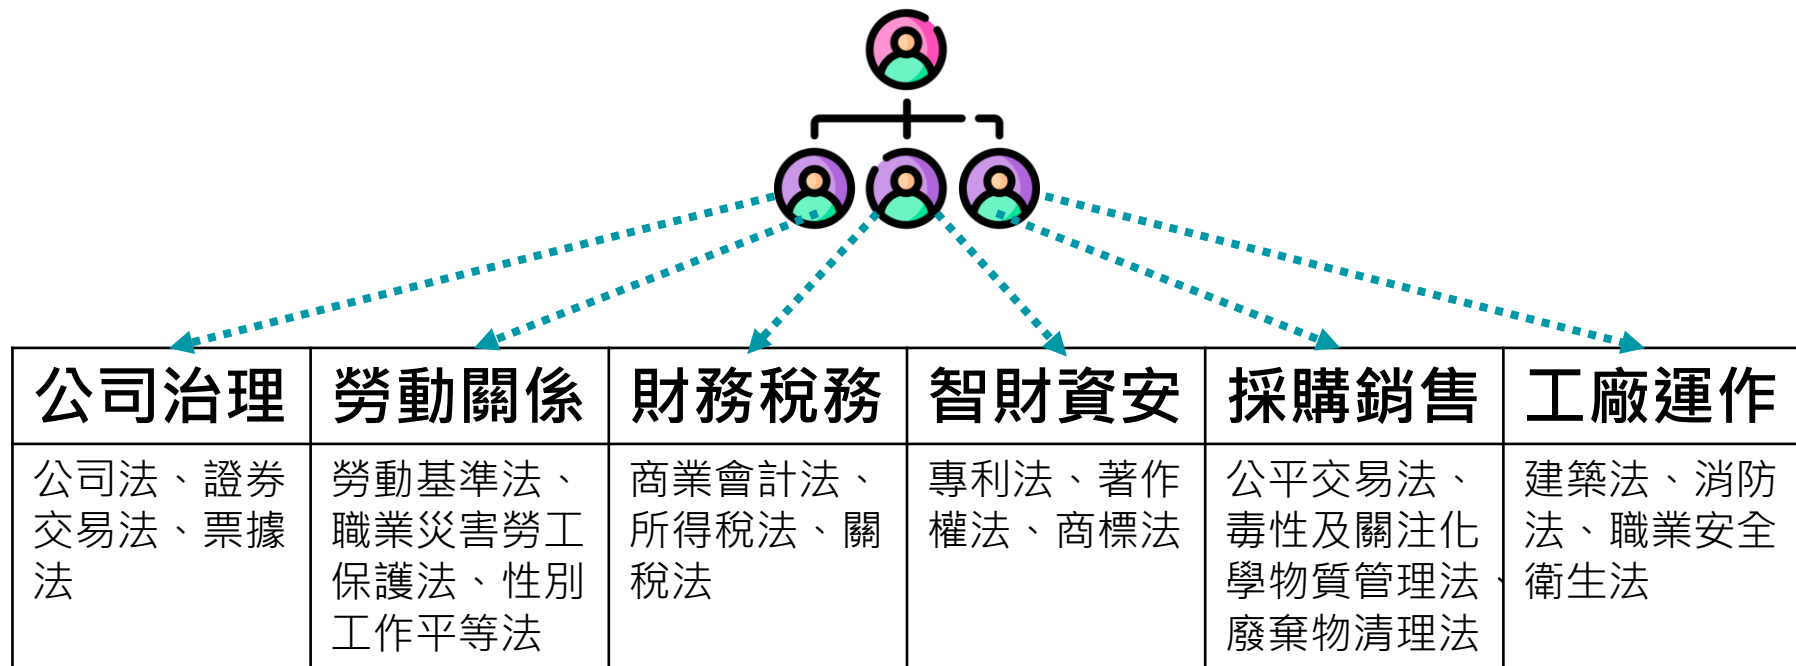 公司治理
勞動關係
財務稅務
智財資安
採購銷售
工廠運作
公司法、證券
交易法、票據
法
勞動基準法、
職業災害勞工
保護法、性別
工作平等法
商業會計法、
所得稅法、關
稅法
專利法、著作
權法、商標法
公平交易法、
毒性及關注化
學物質管理法、
廢棄物清理法
建築法、消防
法、職業安全
衛生法